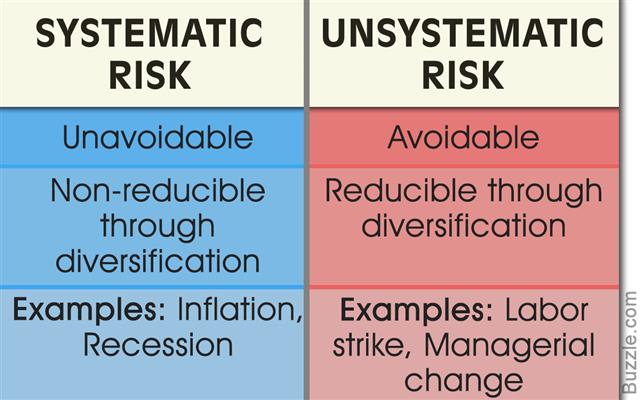 SYSTEMATIC
RISK
UNSYSTEMATIC
RISK
Unavoidable
Avoidable
Non-reducible
through
diversification
Reducible through
diversification
Examples: Inflation,
Recession
Examples: Labor
strike, Managerial
change
Buzzle.com